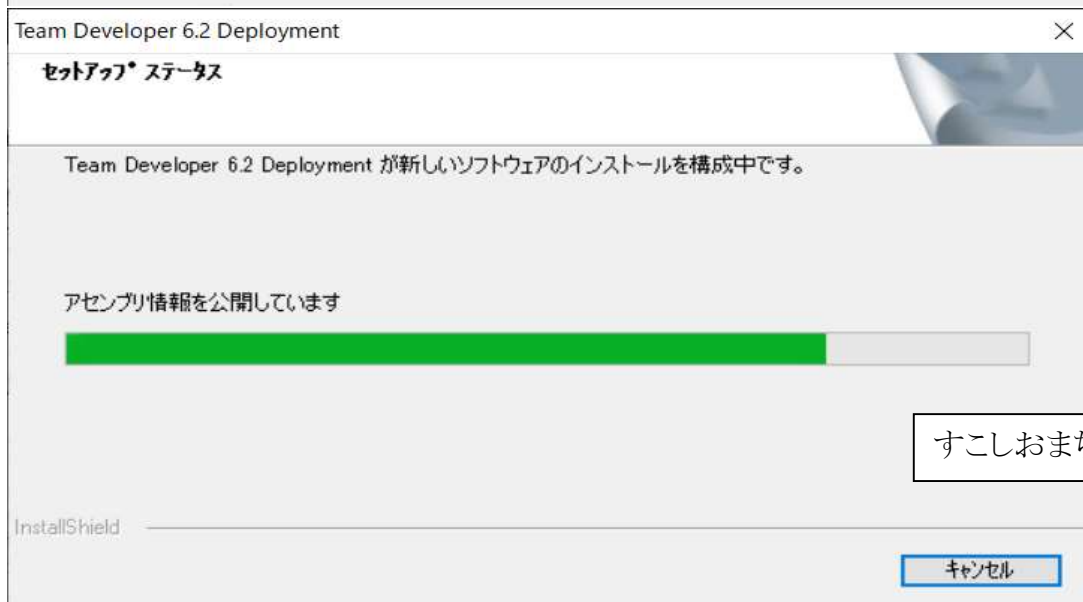 Team Developer 6.2 Deployment
セットアップ ステータス
Team Developer 6.2 Deployment が新しいソフトウェアのインストールを構成中です。
アセンブリ情報を公開しています
すこしおま
InstallShield
キャンセル